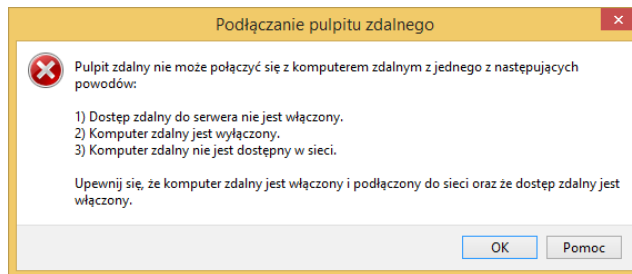 Podłączanie pulpitu zdalnego
Pulpit zdalny nie może połączyć się z komputerem zdalnym z jednego z następujących
powodów:
1) Dostęp zdalny do serwera nie jest włączony.
2) Komputer zdalny jest wyłączony.
3) Komputer zdalny nie jest dostępny w sieci.
Upewnij się, że komputer zdalny jest włączony i podłączony do sieci oraz że dostęp zdalny jest
włączony.
OK
Pomoc